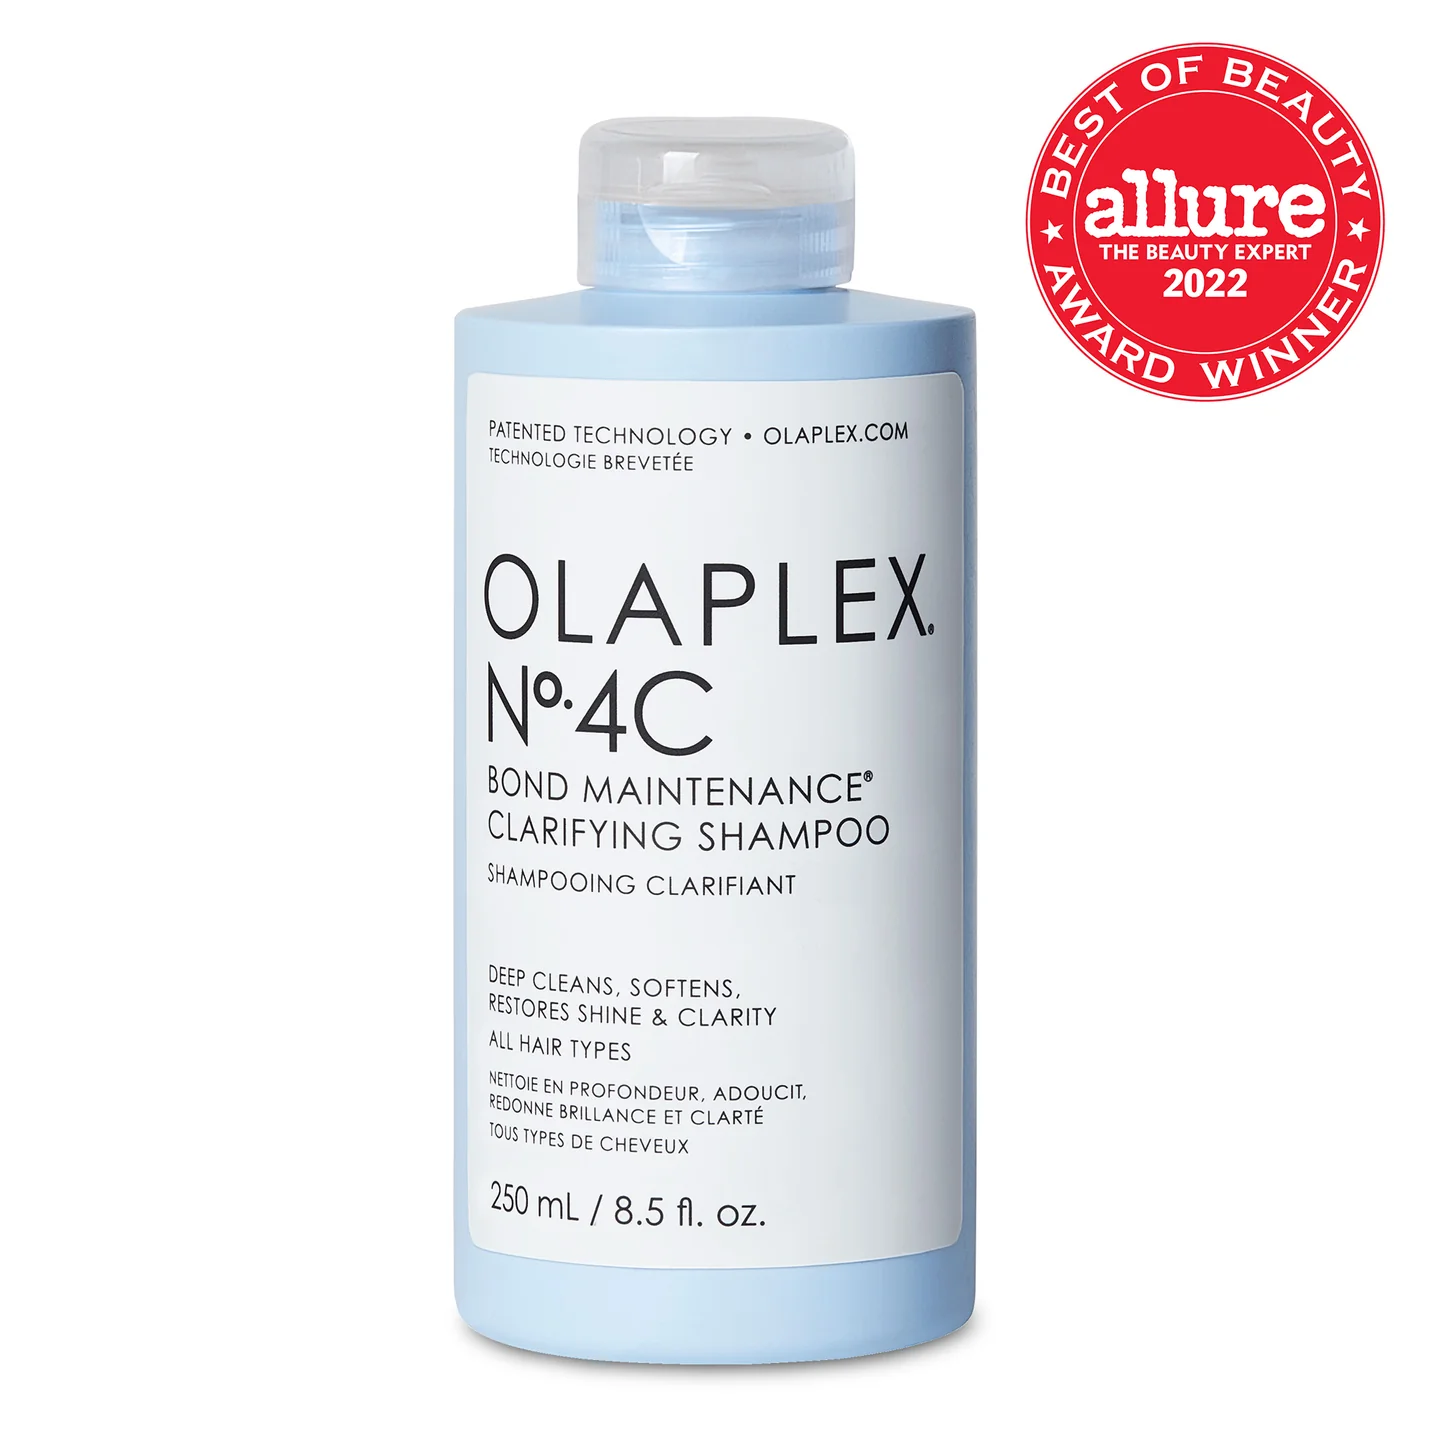 BEST OF BEAUTY
allure
THE BEAUTY EXPERT
2022
AWARD WINNER
PATENTED TECHNOLOGY • OLAPLEX.COM
TECHNOLOGIE BREVETÉE
OLAPLEX®
Nº.4C
BOND MAINTENANCE®
CLARIFYING SHAMPOO
SHAMPOOING CLARIFIANT
DEEP CLEANS, SOFTENS,
RESTORES SHINE & CLARITY
ALL HAIR TYPES
NETTOIE EN PROFONDEUR, ADOUCIT,
REDONNE BRILLANCE ET CLARTÉ
TOUS TYPES DE CHEVEUX
250 mL / 8.5 fl. oz.